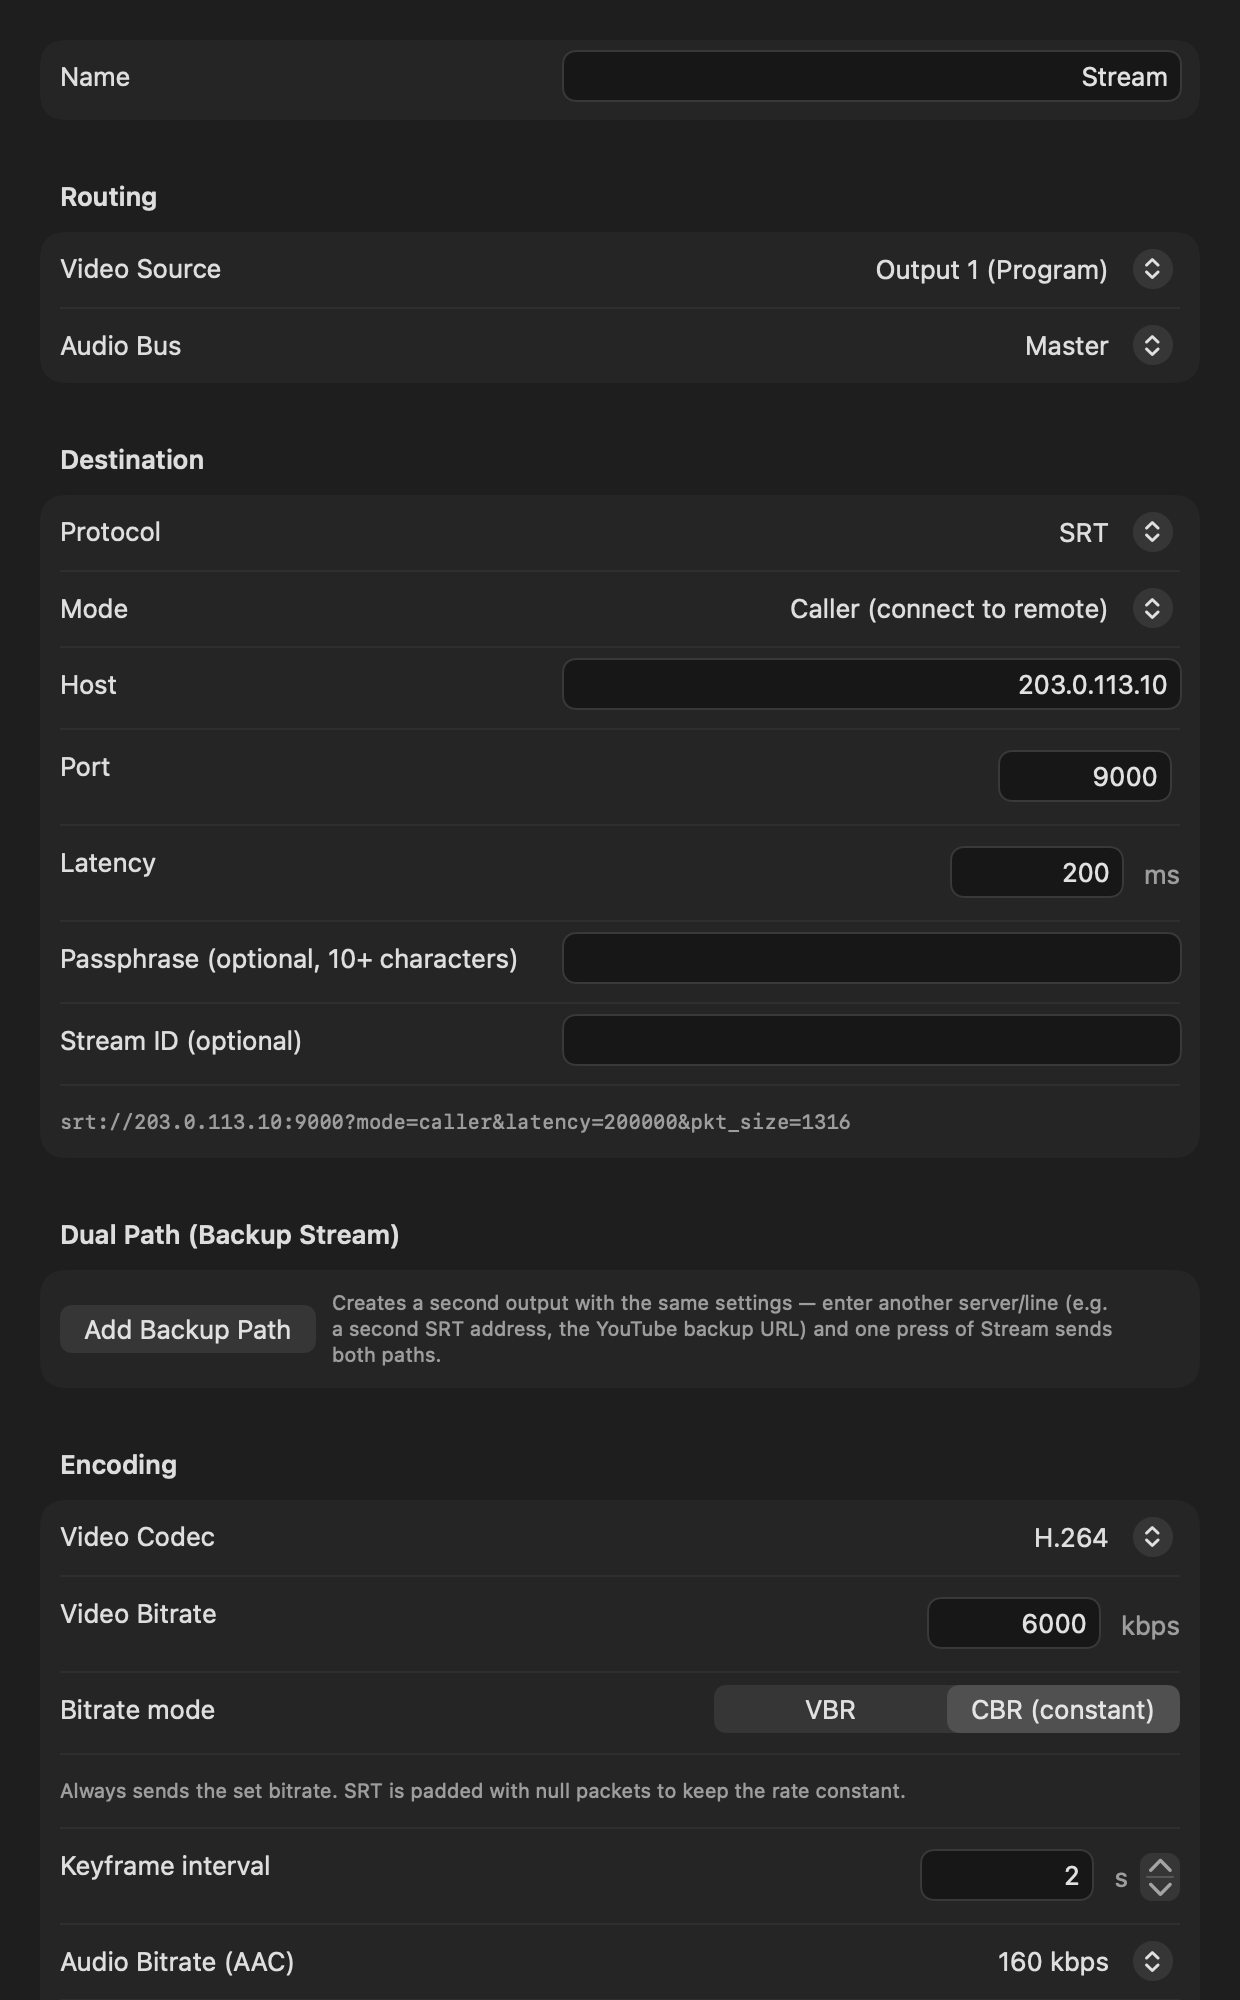 Name
Stream
Routing
Video Source
Output 1 (Program)
Audio Bus
Master
Destination
Protocol
SRT
Mode
Caller (connect to remote)
Host
203.0.113.10
Port
9000
Latency
200 ms
Passphrase (optional, 10+ characters)
Stream ID (optional)
srt://203.0.113.10:9000?mode=caller&latency=200000&pkt_size=1316
Dual Path (Backup Stream)
Add Backup Path
Creates a second output with the same settings — enter another server/line (e.g.
a second SRT address, the YouTube backup URL) and one press of Stream sends
both paths.
Encoding
Video Codec
H.264
Video Bitrate
6000 kbps
Bitrate mode
VBR
CBR (constant)
Always sends the set bitrate. SRT is padded with null packets to keep the rate constant.
Keyframe interval
2 s
Audio Bitrate (AAC)
160 kbps